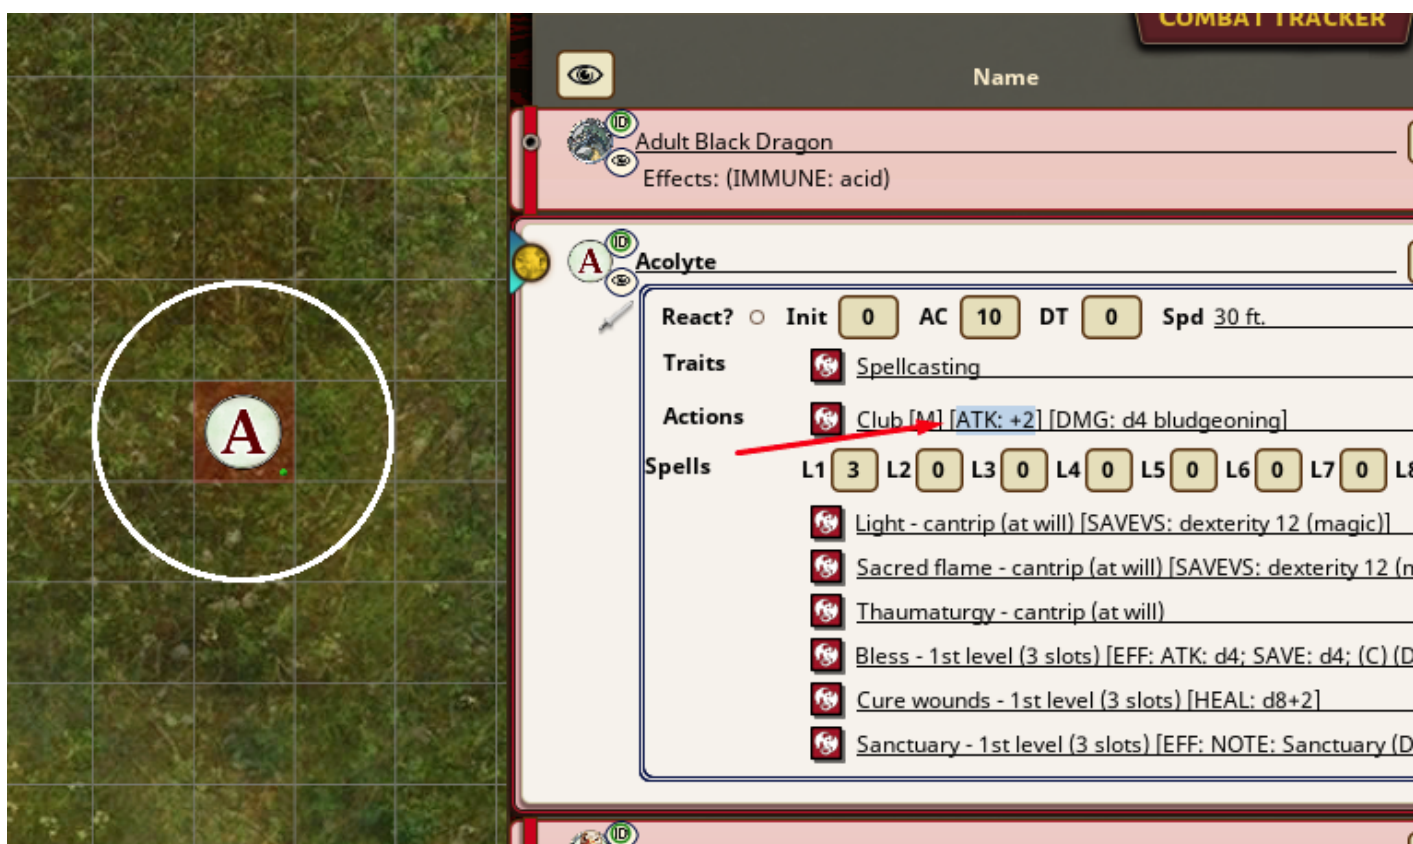 COMBAT TRACKER
Name
ID
Adult Black Dragon
Effects: (IMMUNE: acid)
ID
A Acolyte
React? Init 0 AC 10 DT 0 Spd 30 ft.
Traits Spellcasting
A
Actions Club [M] [ATK: +2] [DMG: d4 bludgeoning]
Spells L1 3 L2 0 L3 0 L4 0 L5 0 L6 0 L7 0 L8
Light - cantrip (at will) [SAVEVS: dexterity 12 (magic)]
Sacred flame - cantrip (at will) [SAVEVS: dexterity 12 (m
Thaumaturgy - cantrip (at will)
Bless - 1st level (3 slots) [EFF: ATK: d4; SAVE: d4; (C) (D
Cure wounds - 1st level (3 slots) [HEAL: d8+2]
Sanctuary - 1st level (3 slots) [EFF: NOTE: Sanctuary (D
ID